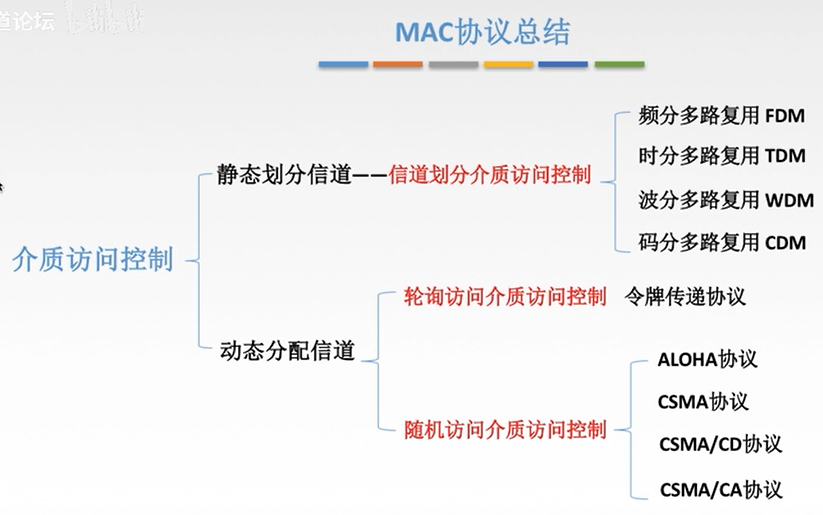 道论坛
MAC协议总结
介质访问控制
静态划分信道——信道划分介质访问控制
频分多路复用 FDM
时分多路复用 TDM
波分多路复用 WDM
码分多路复用 CDM
动态分配信道
轮询访问介质访问控制 令牌传递协议
随机访问介质访问控制
ALOHA协议
CSMA协议
CSMA/CD协议
CSMA/CA协议